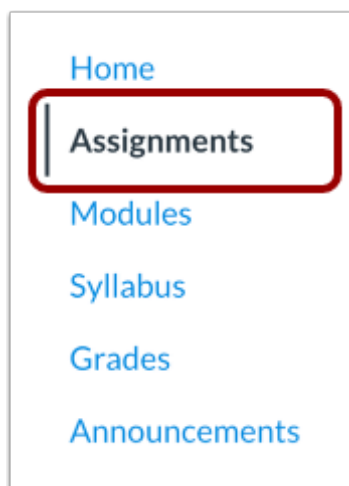 Home
Assignments
Modules
Syllabus
Grades
Announcements